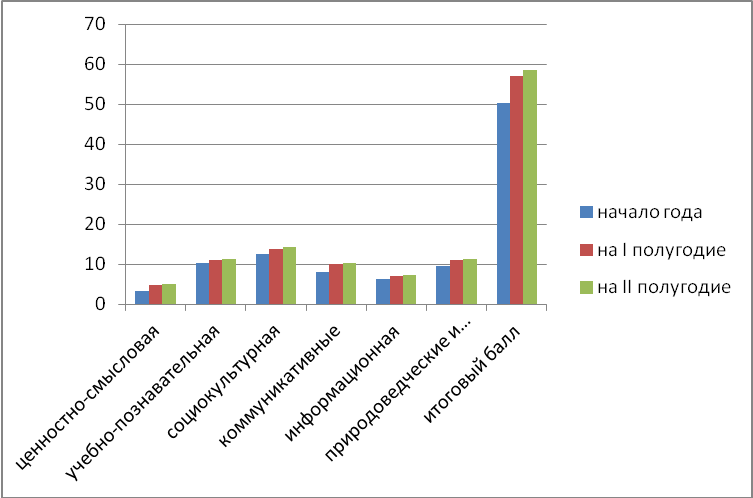 70
60
50
40
30
20
10
0
ценностно-смысловая
учебно-познавательная
социокультурная
коммуникативные
информационная
природоведческие и...
итоговый балл
начало года
на I полугодие
на II полугодие